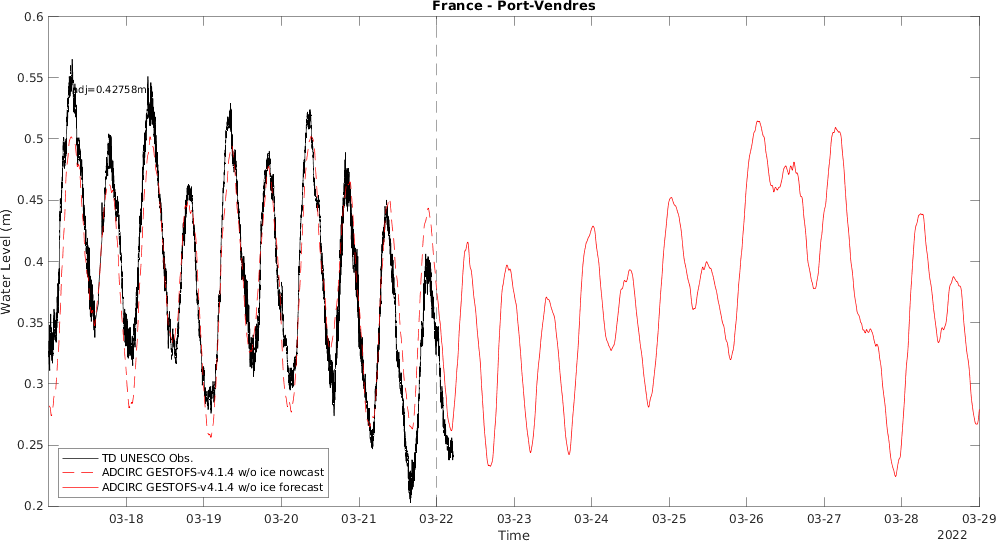 France - Port-Vendres
0.6
0.55
0.5
0.45
0.4
0.35
0.3
0.25
0.2
Water Level (m)
adj=0.42758m
TD UNESCO Obs.
ADCIRC GESTOFS-v4.1.4 w/o ice nowcast
ADCIRC GESTOFS-v4.1.4 w/o ice forecast
03-18 03-19 03-20 03-21 03-22 03-23 03-24 03-25 03-26 03-27 03-28 03-29
Time
2022